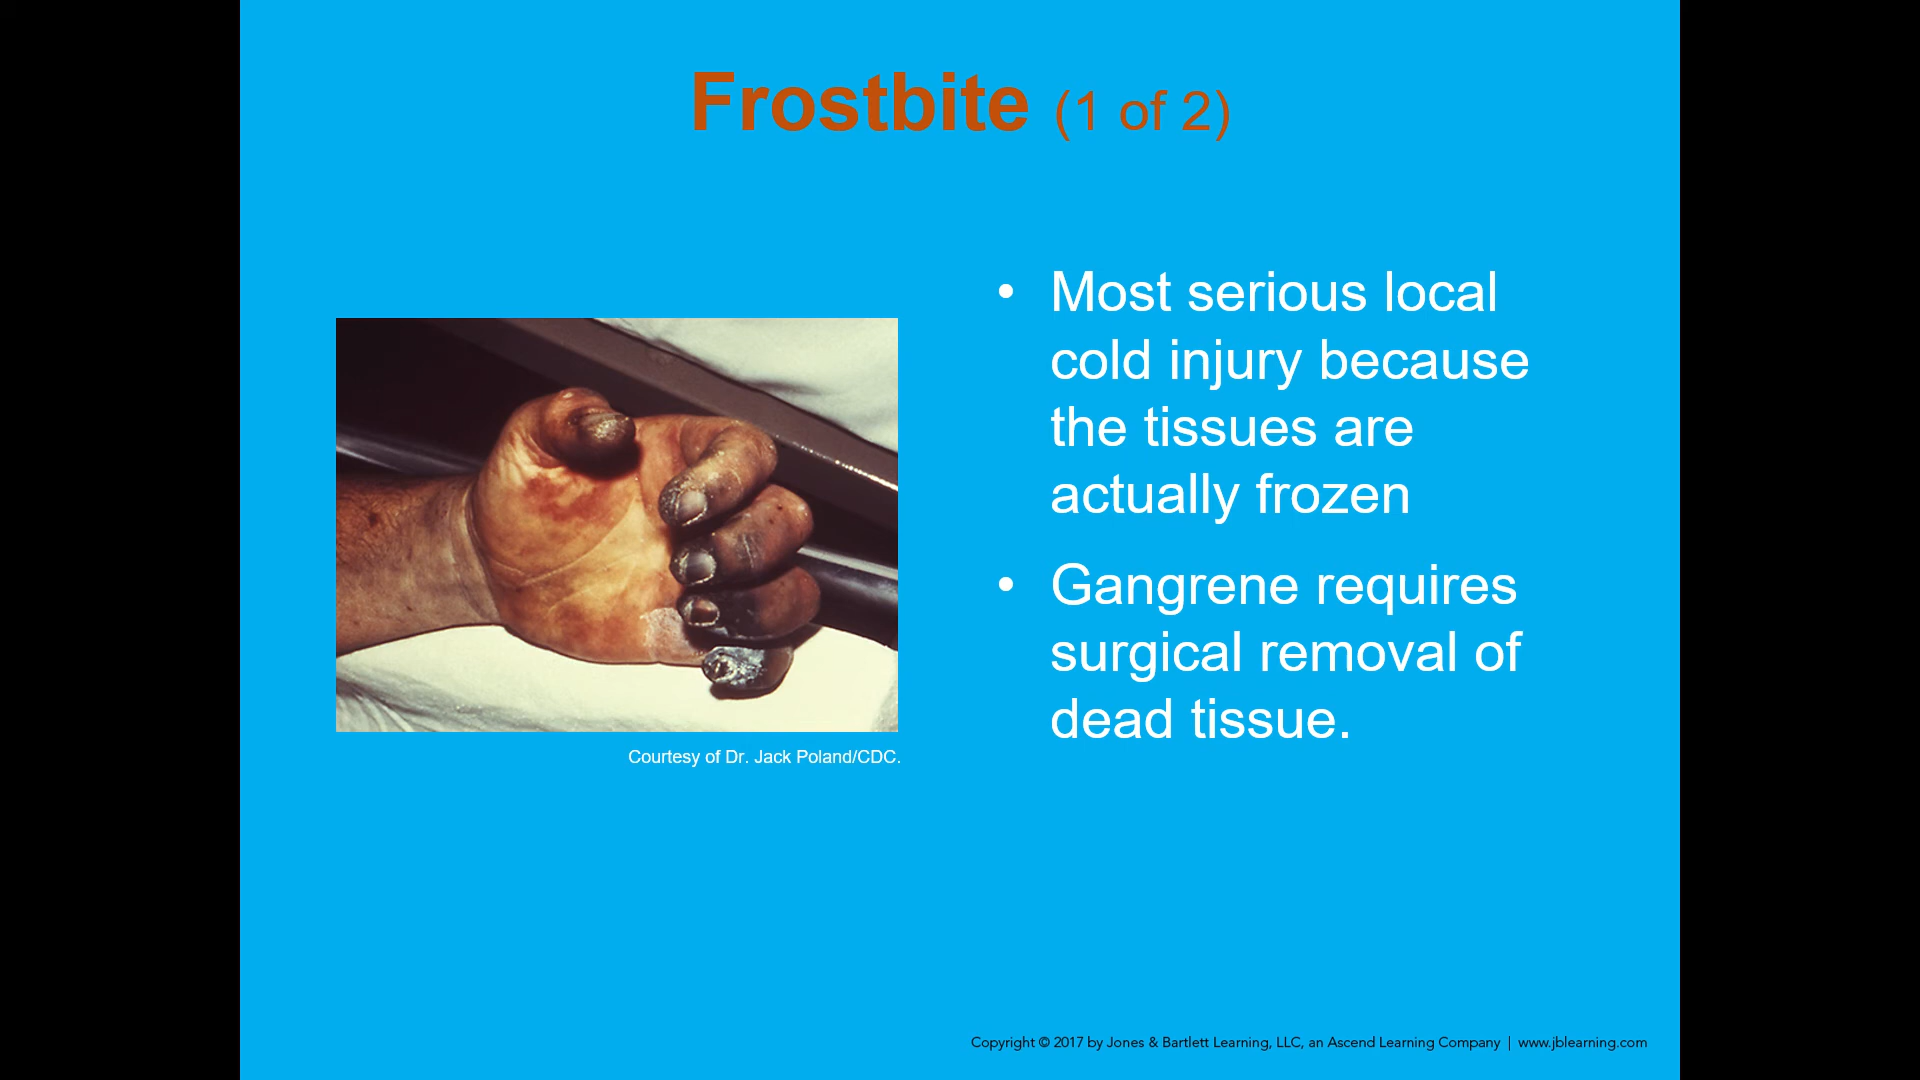 Frostbite (1 of 2)
• Most serious local
cold injury because
the tissues are
actually frozen
• Gangrene requires
surgical removal of
dead tissue.
Courtesy of Dr. Jack Poland/CDC.
Copyright © 2017 by Jones & Bartlett Learning, LLC, an Ascend Learning Company | www.jblearning.com